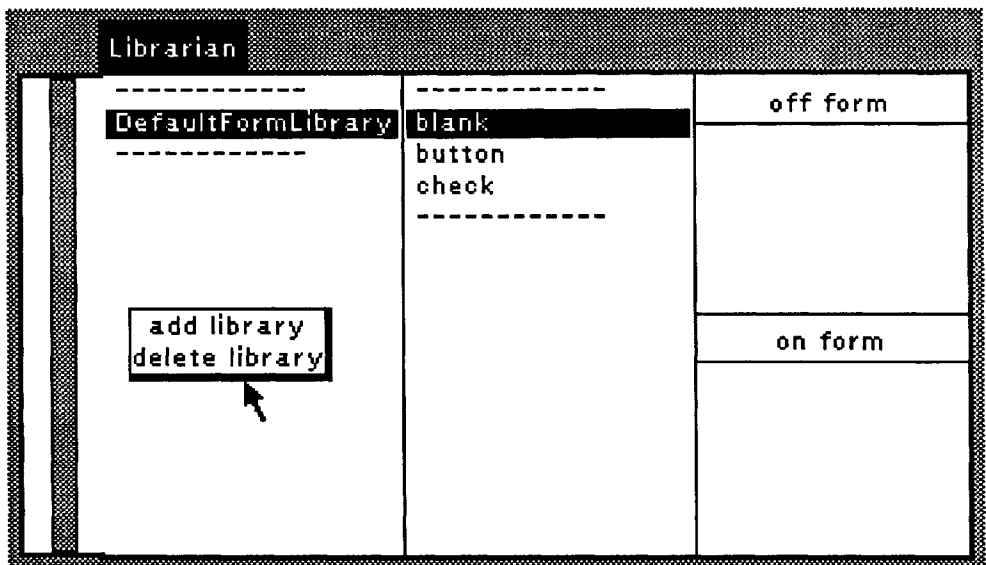 Librarian
------------
DefaultFormLibrary
------------
add library
delete library
------------
blank
button
check
------------
off form
on form